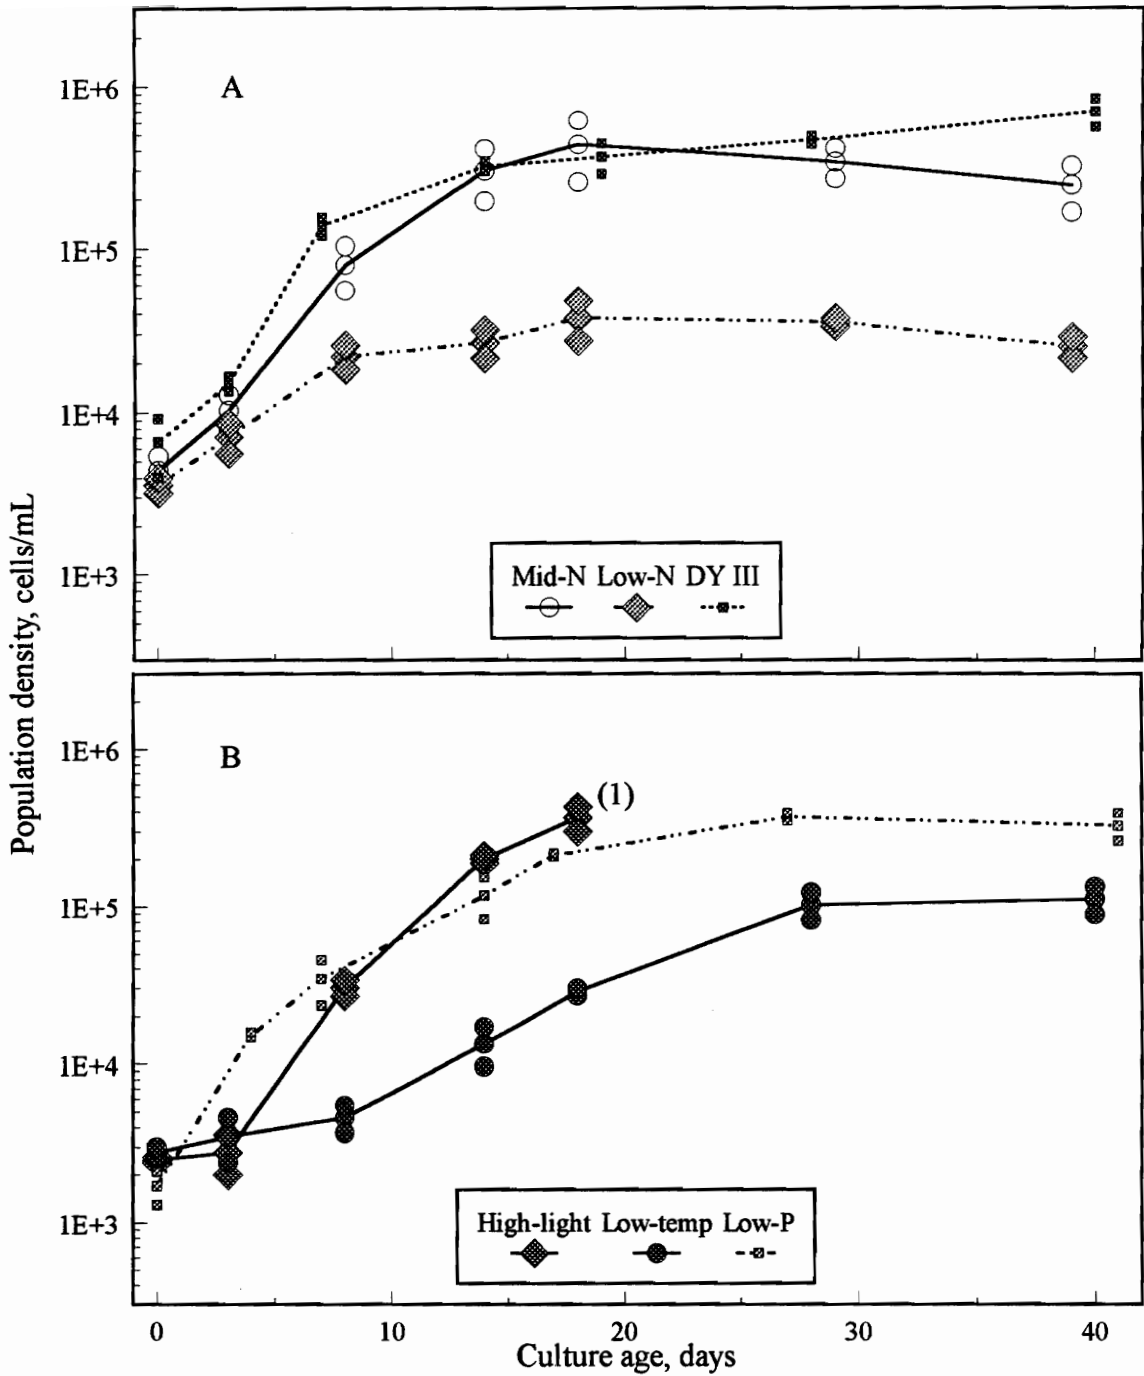 A
1E+6
1E+5
1E+4
1E+3
Mid-N Low-N DY III
Population density, cells/mL
B
(1)
1E+6
1E+5
1E+4
1E+3
High-light Low-temp Low-P
0 10 20 30 40
Culture age, days